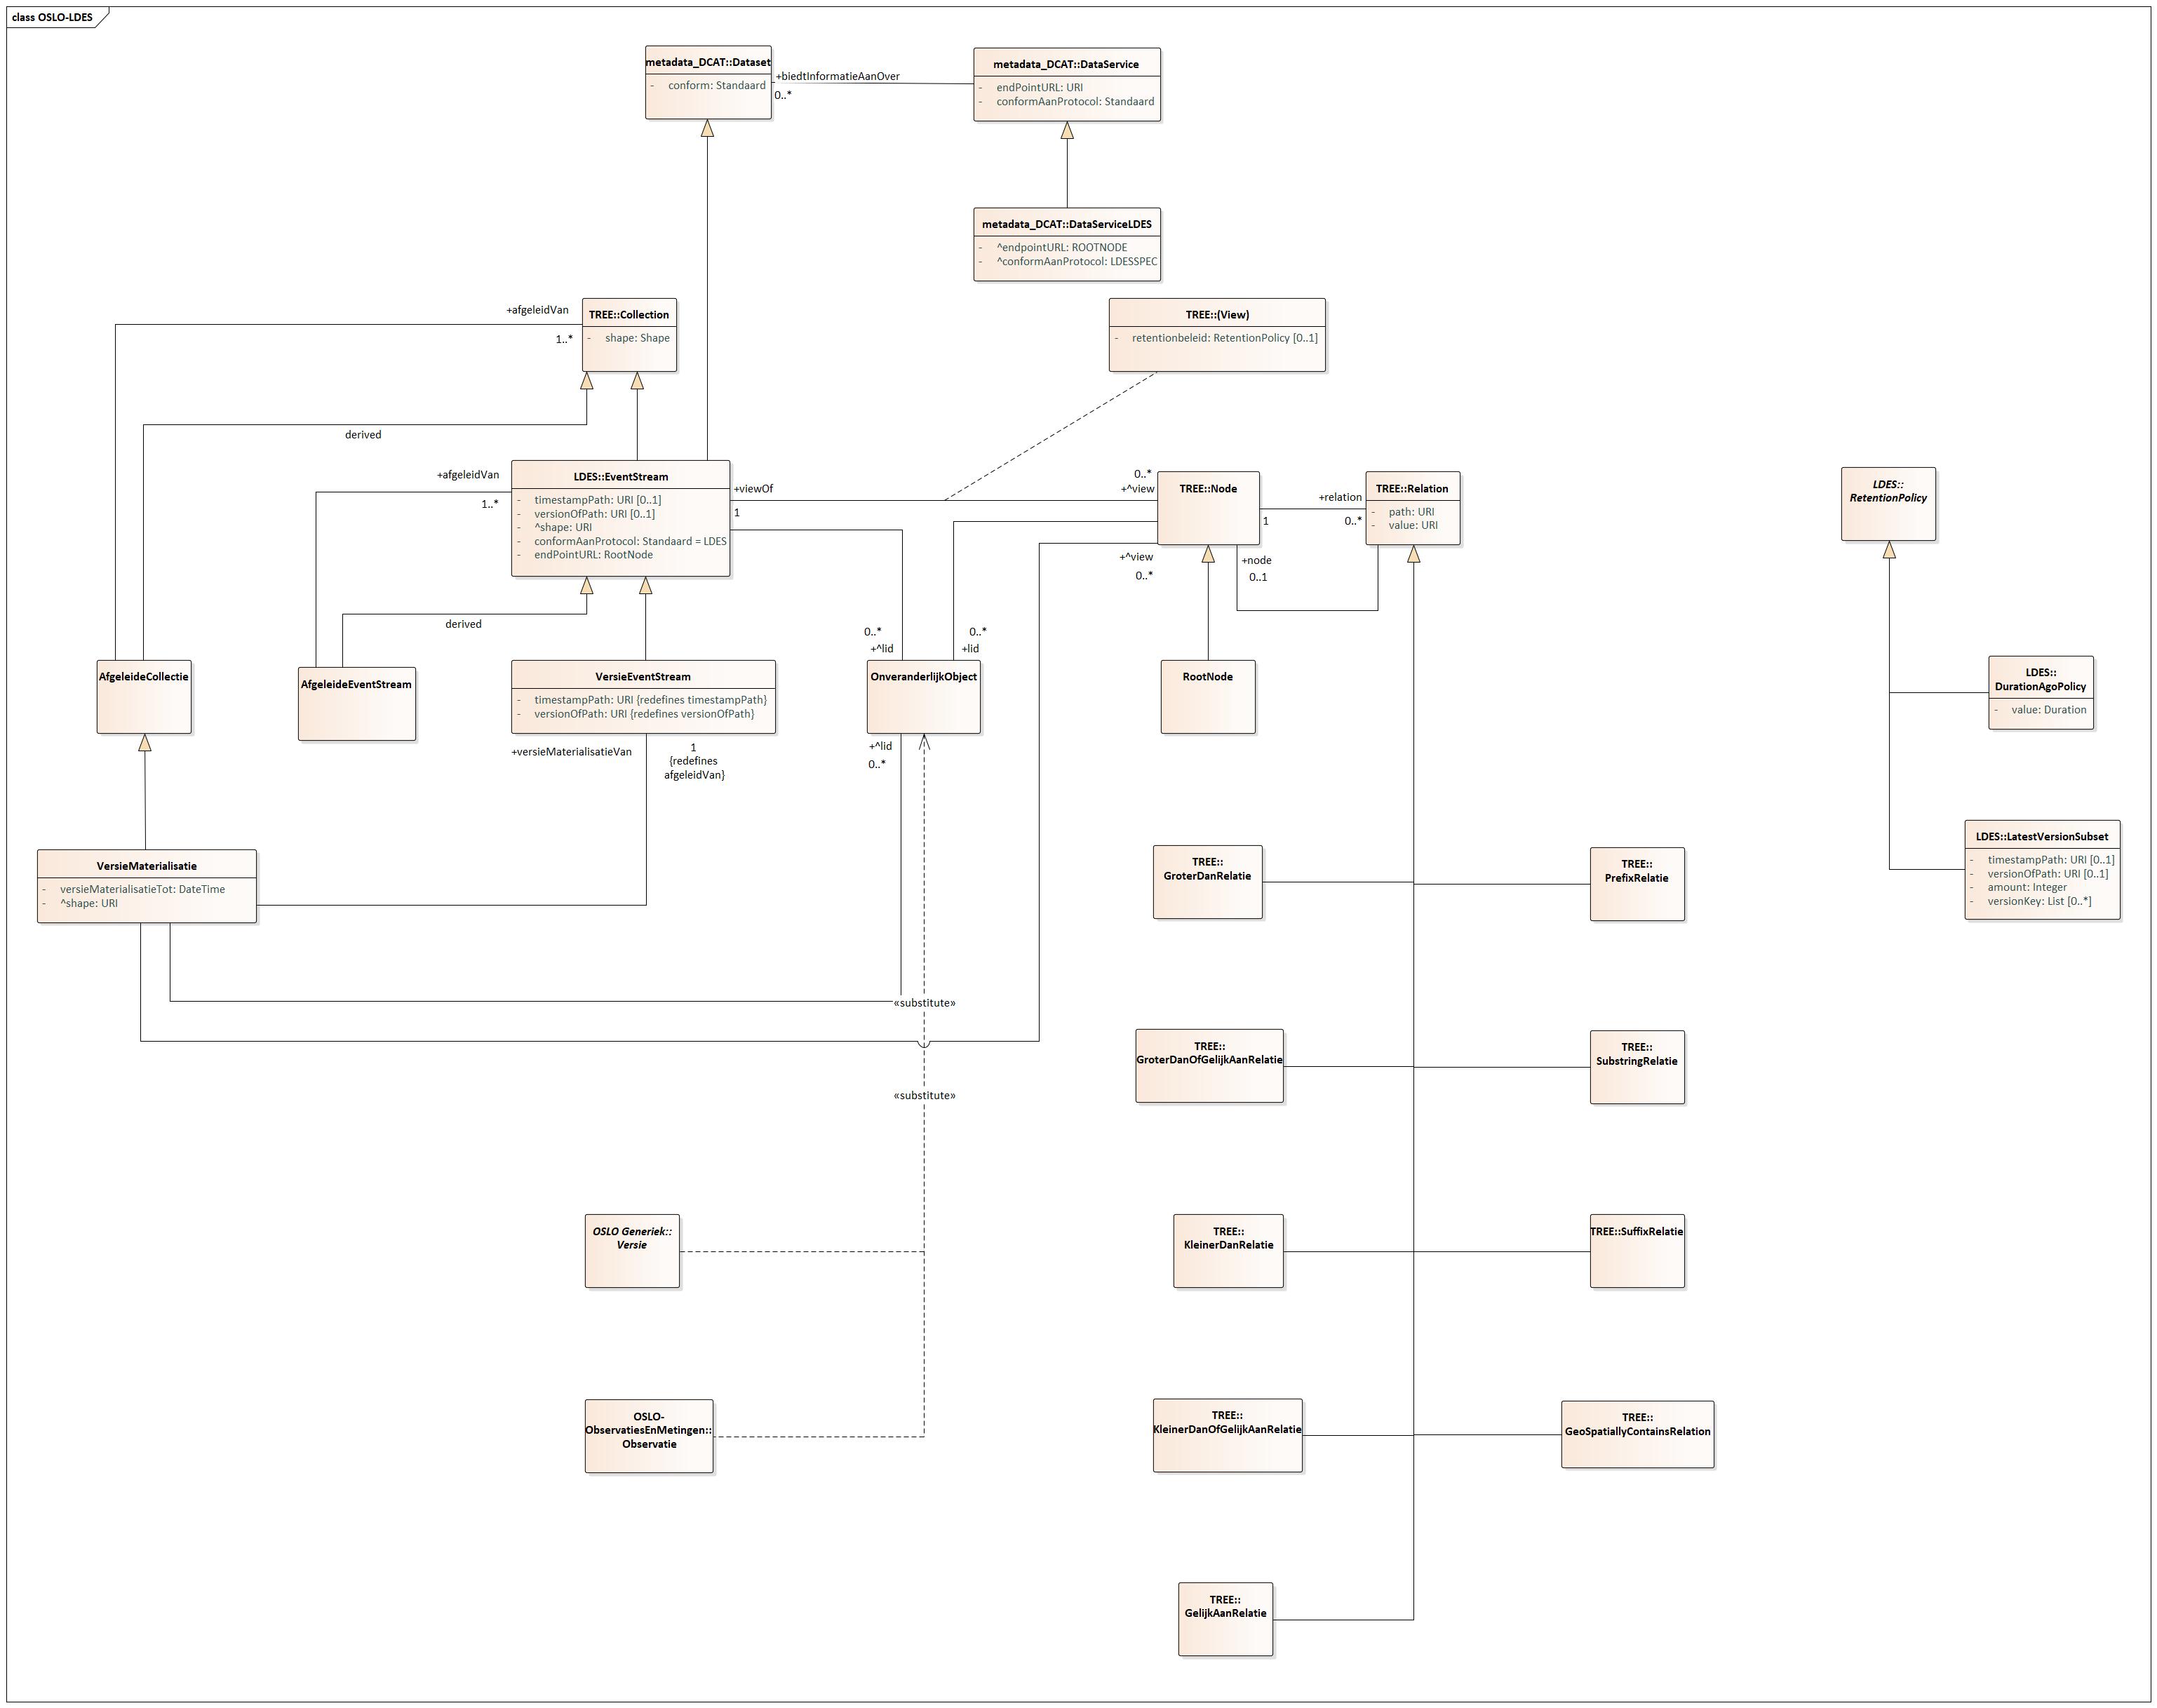 class OSLO-LDES
metadata_DCAT::Dataset
- conform: Standaard
+biedtInformatieAanOver
0..*
metadata_DCAT::DataService
- endPointURL: URI
- conformAanProtocol: Standaard
metadata_DCAT::DataServiceLDES
- ^endpointURL: ROOTNODE
- ^conformAanProtocol: LDESSPEC
+afgeleidVan
1..*
TREE::Collection
- shape: Shape
TREE::(View)
- retentionbeleid: RetentionPolicy [0..1]
derived
+afgeleidVan
1..*
LDES::EventStream
- timestampPath: URI [0..1]
- versionOfPath: URI [0..1]
- ^shape: URI
- conformAanProtocol: Standaard = LDES
- endPointURL: RootNode
+viewOf
1
0..*
+^view
TREE::Node
+relation
1
0..*
TREE::Relation
- path: URI
- value: URI
LDES::
RetentionPolicy
+^view
0..*
+node
0..1
derived
0..*
+^lid
0..*
+lid
AfgeleideCollectie
AfgeleideEventStream
VersieEventStream
- timestampPath: URI {redefines timestampPath}
- versionOfPath: URI {redefines versionOfPath}
OnveranderlijkObject
RootNode
LDES::
DurationAgoPolicy
- value: Duration
+versieMaterialisatieVan
1
{redefines
afgeleidVan}
+^lid
0..*
VersieMaterialisatie
- versieMaterialisatieTot: DateTime
- ^shape: URI
TREE::
GroterDanRelatie
TREE::
PrefixRelatie
LDES::LatestVersionSubset
- timestampPath: URI [0..1]
- versionOfPath: URI [0..1]
- amount: Integer
- versionKey: List [0..*]
«substitute»
TREE::
GroterDanOfGelijkAanRelatie
TREE::
SubstringRelatie
«substitute»
OSLO Generiek::
Versie
TREE::
KleinerDanRelatie
TREE::SuffixRelatie
OSLO-
ObservatiesEnMetingen::
Observatie
TREE::
KleinerDanOfGelijkAanRelatie
TREE::
GeoSpatiallyContainsRelation
TREE::
GelijkAanRelatie